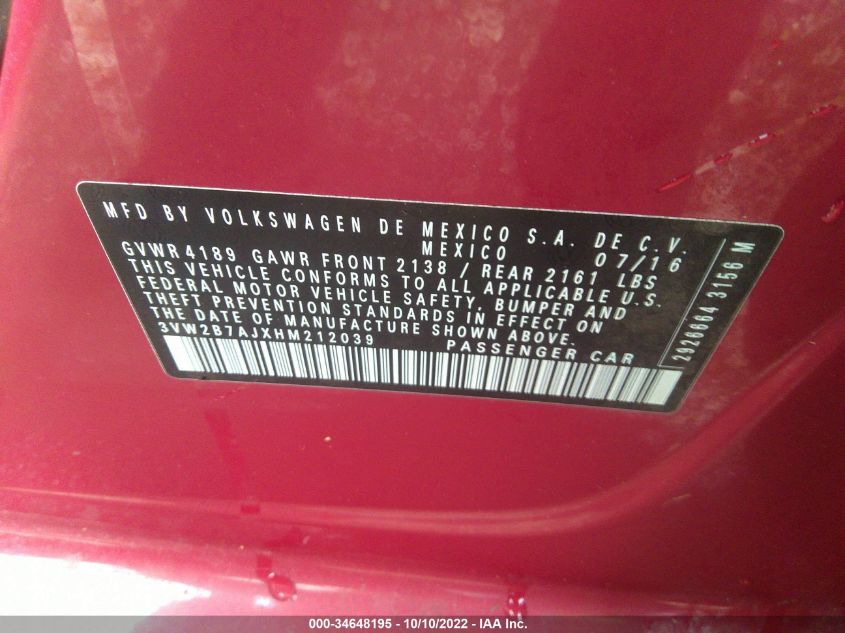 MFD BY VOLKSWAGEN DE MEXICO S.A. DE C.V.
MEXICO 07/16
GVWR 4189 GAWR FRONT 2138 / REAR 2161 LBS
THIS VEHICLE CONFORMS TO ALL APPLICABLE U.S.
FEDERAL MOTOR VEHICLE SAFETY, BUMPER AND
THEFT PREVENTION STANDARDS IN EFFECT ON
THE DATE OF MANUFACTURE SHOWN ABOVE.
3VW2B7AJXHM212039 PASSENGER CAR
2926664 3156 M
000-34648195 - 10/10/2022 - IAA Inc.